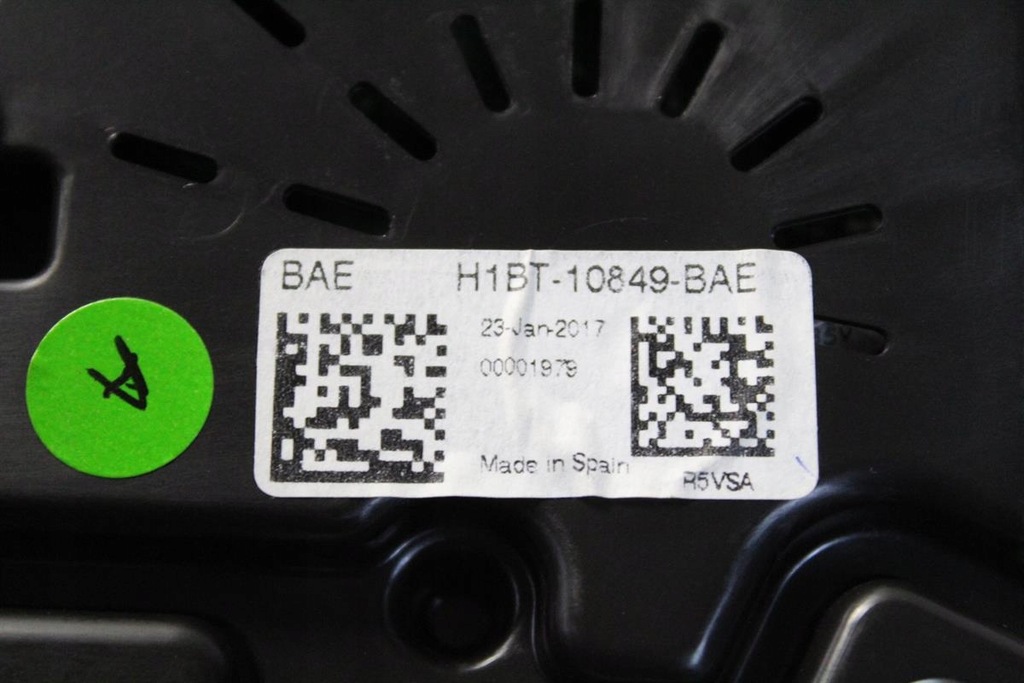 BAE H1BT-10849-BAE
23-Jan-2017
00001979
Made in Spain
R5VSA
A